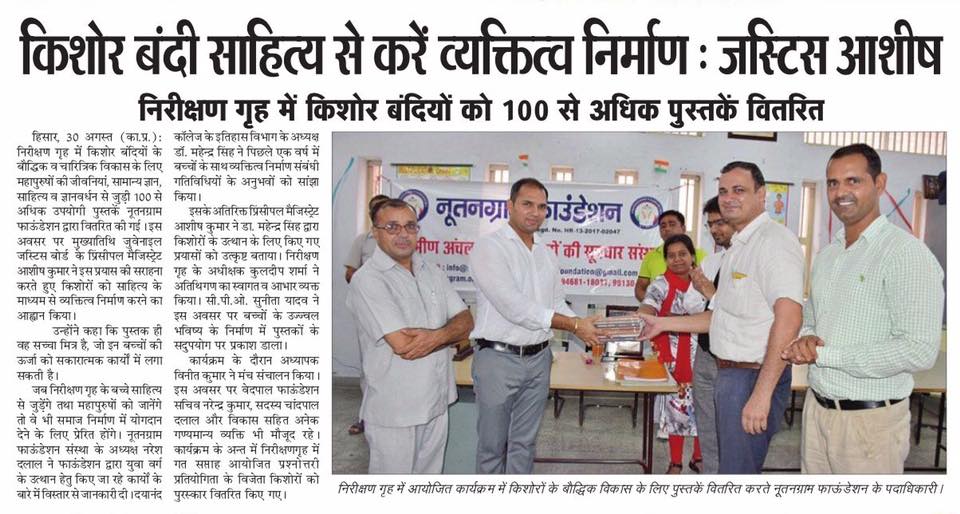 किशोर बंदी साहित्य से करें व्यक्तित्व निर्माण : जस्टिस आशीष
निरीक्षण गृह में किशोर बंदियों को 100 से अधिक पुस्तकें वितरित
हिसार, 30 अगस्त (का.प्र.):
निरीक्षण गृह में किशोर बंदियों के
बौद्धिक व चारित्रिक विकास के लिए
महापुरुषों की जीवनियां, सामान्य ज्ञान,
साहित्य व ज्ञानवर्धन से जुड़ी 100 से
अधिक उपयोगी पुस्तकें नूतनग्राम
फाऊंडेशन द्वारा वितरित की गई। इस
अवसर पर मुख्यातिथि जुवेनाइल
जस्टिस बोर्ड के प्रिंसीपल मैजिस्ट्रेट
आशीष कुमार ने इस प्रयास की सराहना
करते हुए किशोरों को साहित्य के
माध्यम से व्यक्तित्व निर्माण करने का
आह्वान किया।
उन्होंने कहा कि पुस्तक ही
वह सच्चा मित्र है, जो इन बच्चों की
ऊर्जा को सकारात्मक कार्यों में लगा
सकती है।
जब निरीक्षण गृह के बच्चे साहित्य
से जुड़ेंगे तथा महापुरुषों को जानेंगे
तो वे भी समाज निर्माण में योगदान
देने के लिए प्रेरित होंगे। नूतनग्राम
फाऊंडेशन संस्था के अध्यक्ष नरेश
दलाल ने फाऊंडेशन द्वारा युवा वर्ग
के उत्थान हेतु किए जा रहे कार्यों के
बारे में विस्तार से जानकारी दी। दयानंद
कॉलेज के इतिहास विभाग के अध्यक्ष
डॉ. महेन्द्र सिंह ने पिछले एक वर्ष में
बच्चों के साथ व्यक्तित्व निर्माण संबंधी
गतिविधियों के अनुभवों को सांझा
किया।
इसके अतिरिक्त प्रिंसीपल मैजिस्ट्रेट
आशीष कुमार ने डा. महेन्द्र सिंह द्वारा
किशोरों के उत्थान के लिए किए गए
प्रयासों को उत्कृष्ट बताया। निरीक्षण
गृह के अधीक्षक कुलदीप शर्मा ने
अतिथिगण का स्वागत व आभार व्यक्त
किया। सी.पी.ओ. सुनीता यादव ने
इस अवसर पर बच्चों के उज्ज्वल
भविष्य के निर्माण में पुस्तकों के
सदुपयोग पर प्रकाश डाला।
कार्यक्रम के दौरान अध्यापक
विनीत कुमार ने मंच संचालन किया।
इस अवसर पर वेदपाल फाऊंडेशन
सचिव नरेन्द्र कुमार, सदस्य चांदपाल
दलाल और विकास सहित अनेक
गण्यमान्य व्यक्ति भी मौजूद रहे।
कार्यक्रम के अन्त में निरीक्षणगृह में
गत सप्ताह आयोजित प्रश्नोत्तरी
प्रतियोगिता के विजेता किशोरों को
पुरस्कार वितरित किए गए।
नूतनग्रा फाउंडेशन
Regd. No. HR-13-2017-02047
मीण अंचल की सूत्रधार संस्था
: info@ foundation@gmail.com
gram.o 94681-18011, 95130
निरीक्षण गृह में आयोजित कार्यक्रम में किशोरों के बौद्धिक विकास के लिए पुस्तकें वितरित करते नूतनग्राम फाऊंडेशन के पदाधिकारी।